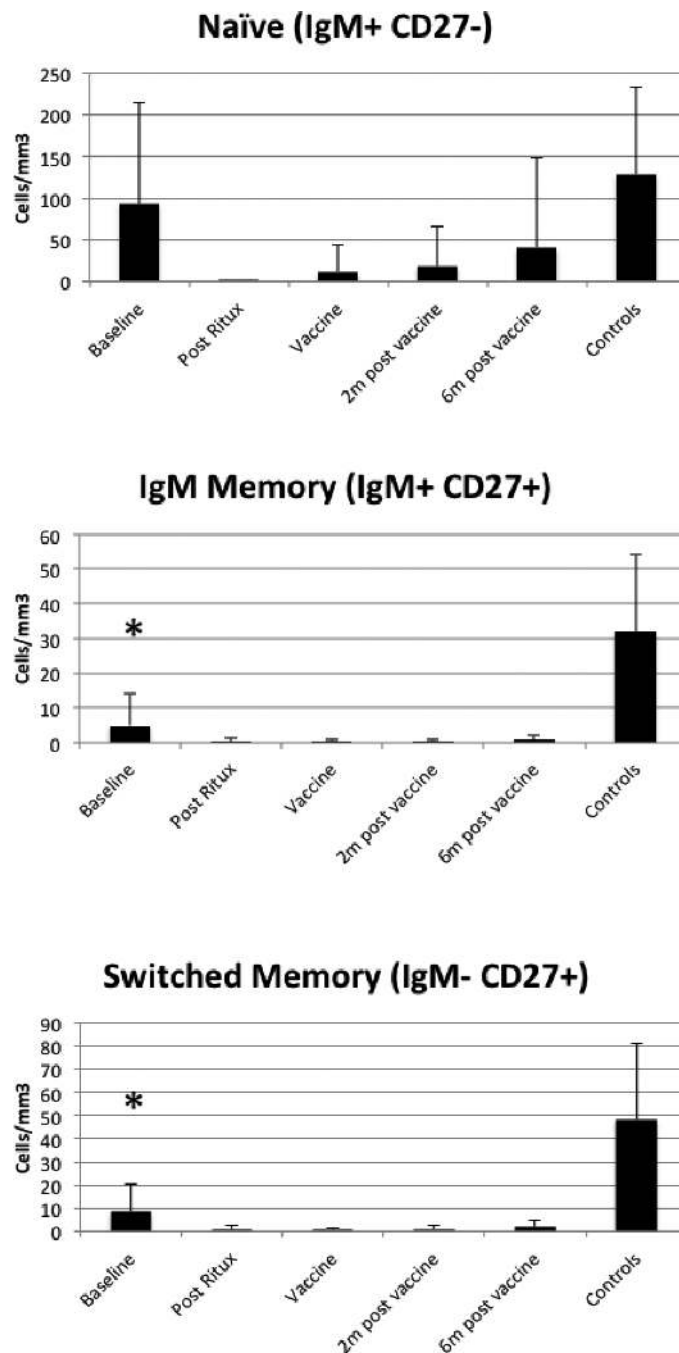 Naïve (IgM+ CD27-)
250
200
150
100
50
0
Cells/mm3
Baseline
Post Ritux
Vaccine
2m post vaccine
6m post vaccine
Controls
IgM Memory (IgM+ CD27+)
60
50
40
30
20
10
0
Cells/mm3
*
Baseline
Post Ritux
Vaccine
2m post vaccine
6m post vaccine
Controls
Switched Memory (IgM- CD27+)
90
80
70
60
50
40
30
20
10
0
Cells/mm3
*
Baseline
Post Ritux
Vaccine
2m post vaccine
6m post vaccine
Controls